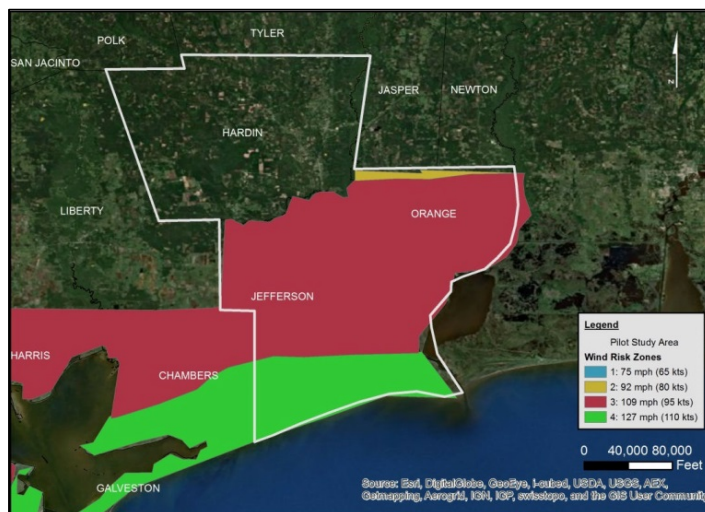 POLK
TYLER
SAN JACINTO
JASPER
NEWTON
HARDIN
LIBERTY
ORANGE
JEFFERSON
HARRIS
CHAMBERS
GALVESTON
N
Legend
Pilot Study Area
Wind Risk Zones
1: 75 mph (65 kts)
2: 92 mph (80 kts)
3: 109 mph (95 kts)
4: 127 mph (110 kts)
0 40,000 80,000
Feet
Source: Esri, DigitalGlobe, GeoEye, i-cubed, USDA, USGS, AEX,
Getmapping, Aerogrid, IGN, IGP, swisstopo, and the GIS User Community